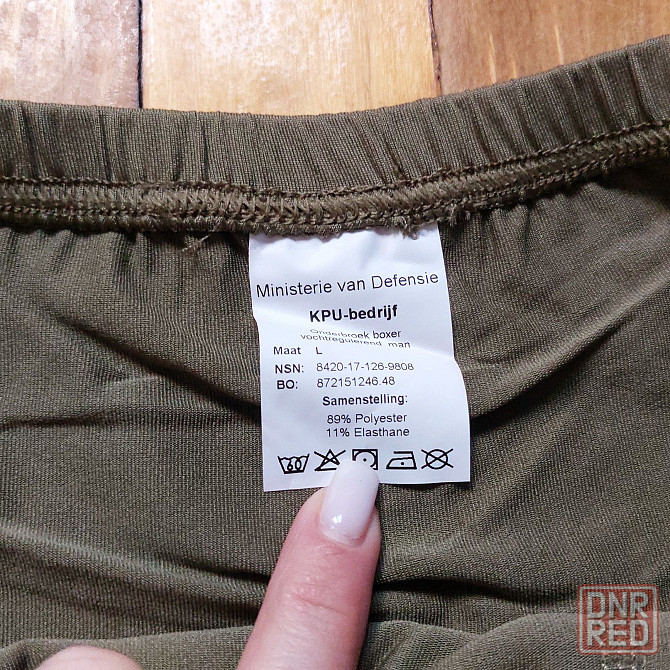 Ministerie van Defensie
KPU-bedrijf
Onderbroek boxer
vochtregulerend man
Maat L
NSN: 8420-17-126-9808
BO: 872151246.48
Samenstelling:
89% Polyester
11% Elasthane
60
DNR
RED